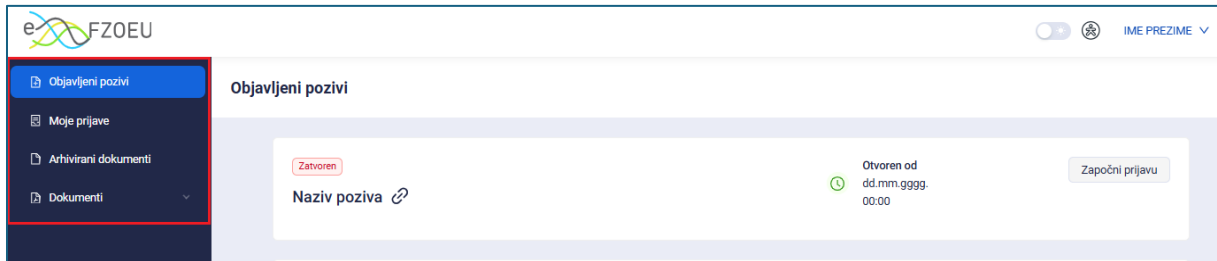 e FZOEU
IME PREZIME
Objavljeni pozivi
Moje prijave
Arhivirani dokumenti
Dokumenti
Objavljeni pozivi
Zatvoren
Naziv poziva
Otvoren od
dd.mm.gggg.
00:00
Započni prijavu